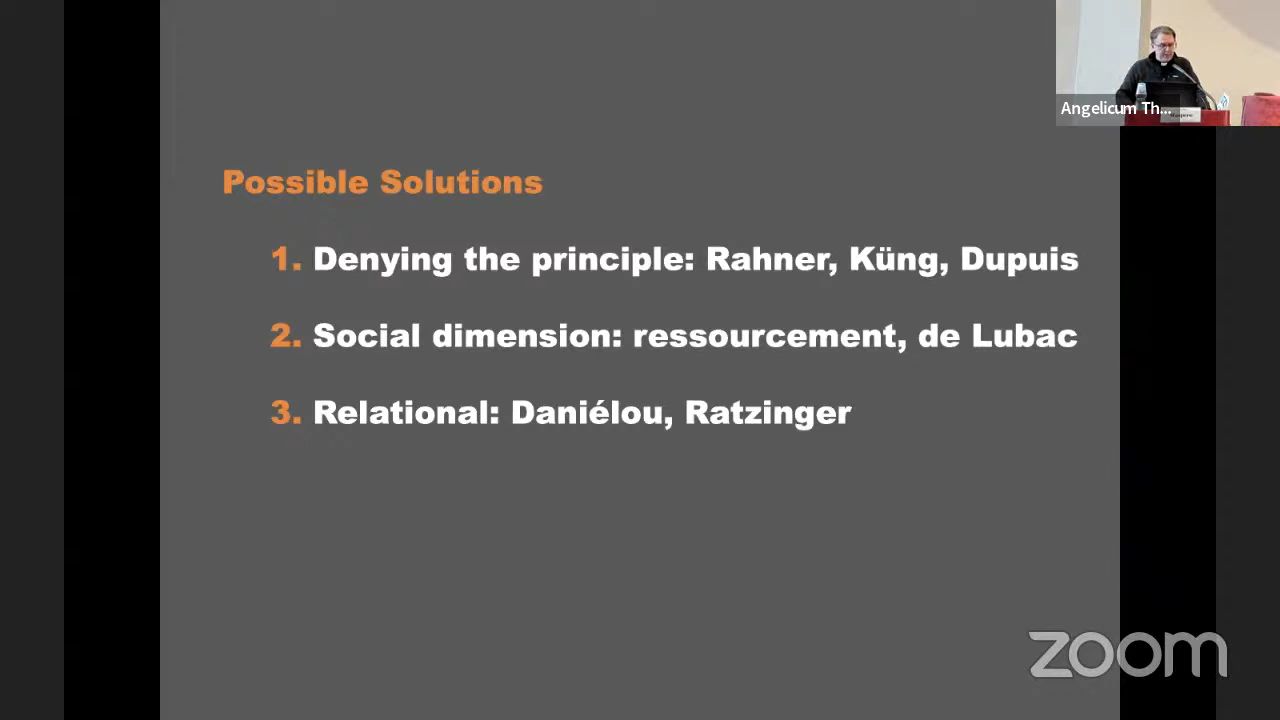 Angelicum Th...
Possible Solutions
1. Denying the principle: Rahner, Küng, Dupuis
2. Social dimension: ressourcement, de Lubac
3. Relational: Daniélou, Ratzinger
zoom